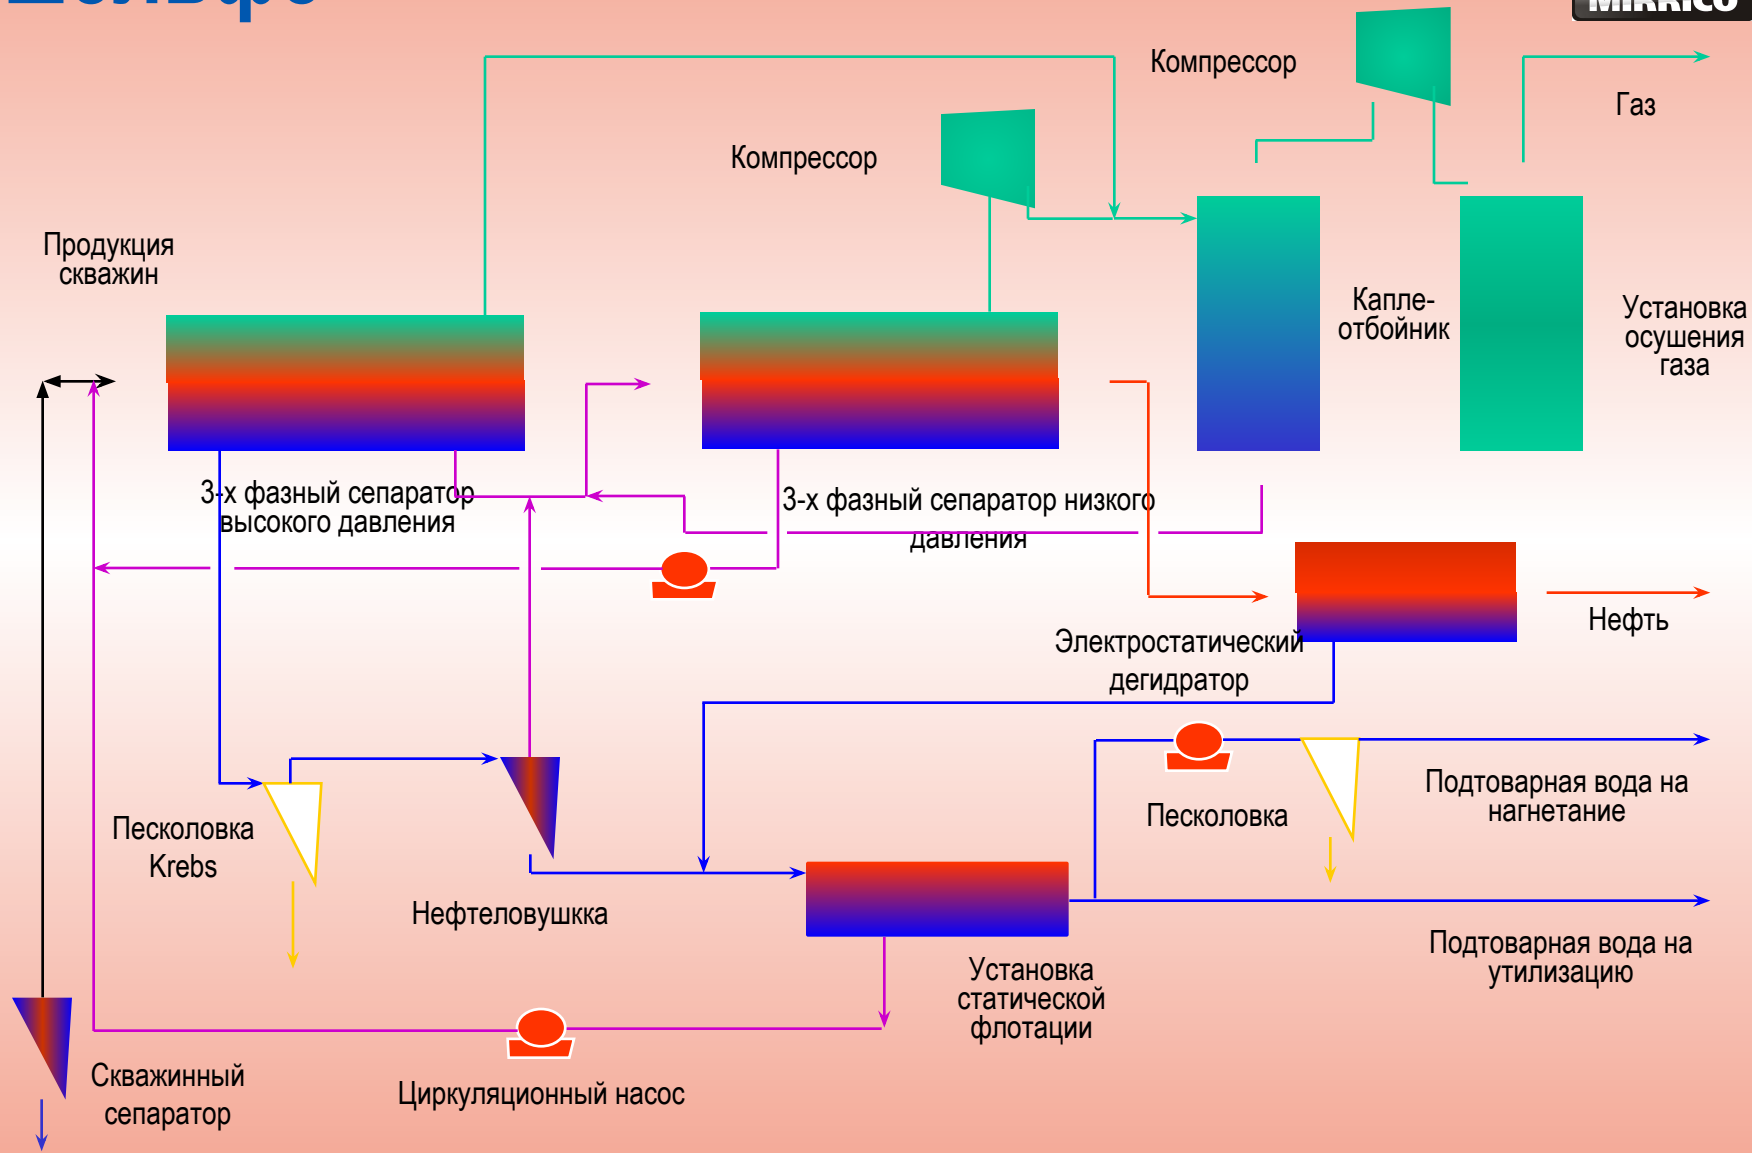 Компрессор
Газ
Компрессор
Продукция
скважин
Капле-
отбойник
Установка
осушения
газа
3-х фазный сепаратор
высокого давления
3-х фазный сепаратор низкого
давления
Нефть
Электростатический
дегидратор
Подтоварная вода на
нагнетание
Песколовка
Песколовка
Krebs
Нефтеловушкка
Подтоварная вода на
утилизацию
Установка
статической
флотации
Скважинный
сепаратор
Циркуляционный насос